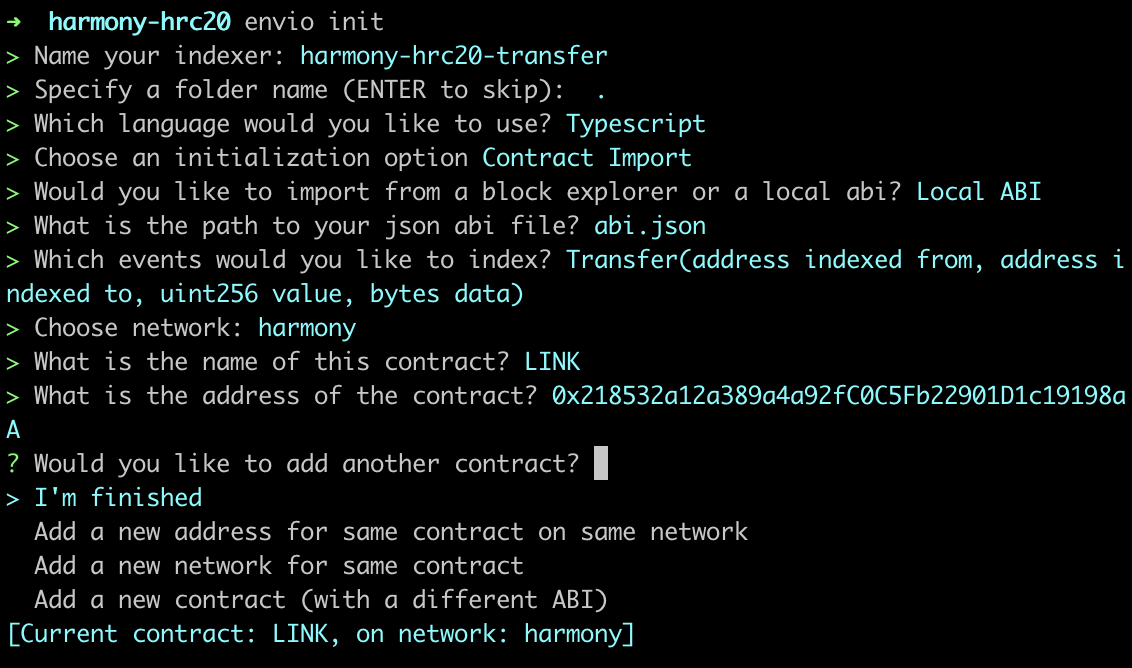 ➜  harmony-hrc20 envio init
> Name your indexer: harmony-hrc20-transfer
> Specify a folder name (ENTER to skip):  .
> Which language would you like to use? Typescript
> Choose an initialization option Contract Import
> Would you like to import from a block explorer or a local abi? Local ABI
> What is the path to your json abi file? abi.json
> Which events would you like to index? Transfer(address indexed from, address i
ndexed to, uint256 value, bytes data)
> Choose network: harmony
> What is the name of this contract? LINK
> What is the address of the contract? 0x218532a12a389a4a92fC0C5Fb22901D1c19198a
A
? Would you like to add another contract?
> I'm finished
  Add a new address for same contract on same network
  Add a new network for same contract
  Add a new contract (with a different ABI)
[Current contract: LINK, on network: harmony]